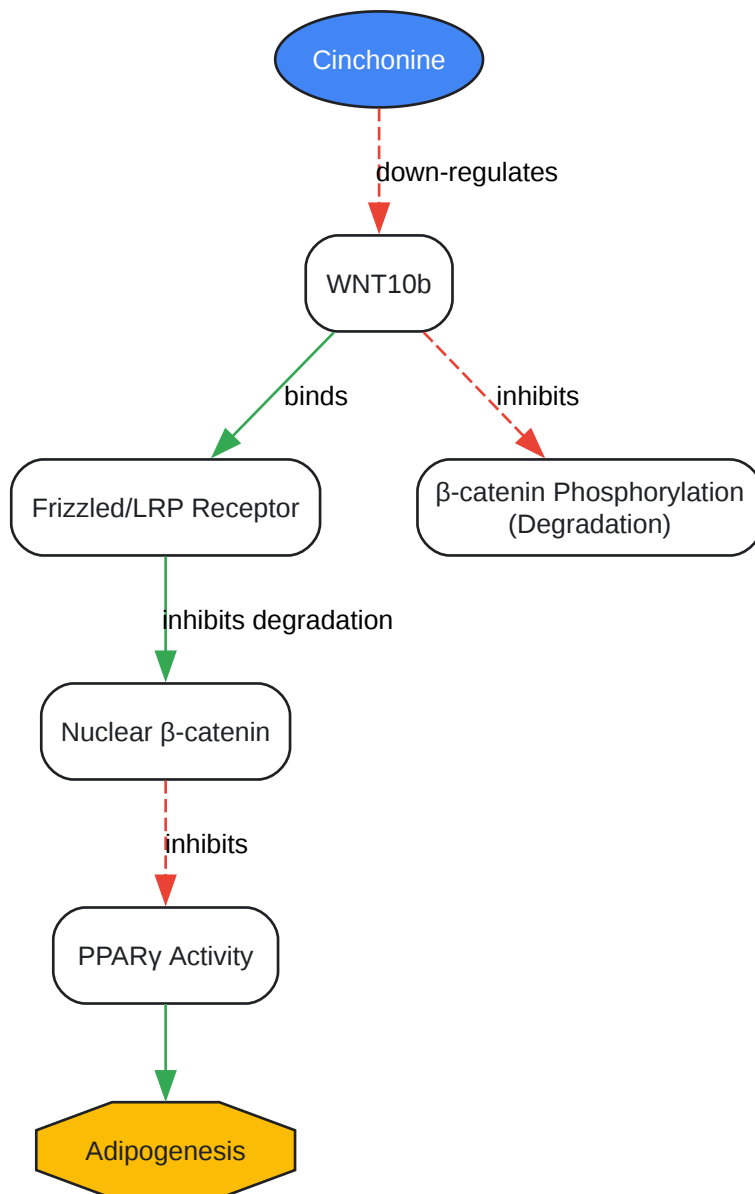 Cinchonine
down-regulates
WNT10b
binds
inhibits
Frizzled/LRP Receptor
β-catenin Phosphorylation
(Degradation)
inhibits degradation
Nuclear β-catenin
inhibits
PPARγ Activity
Adipogenesis